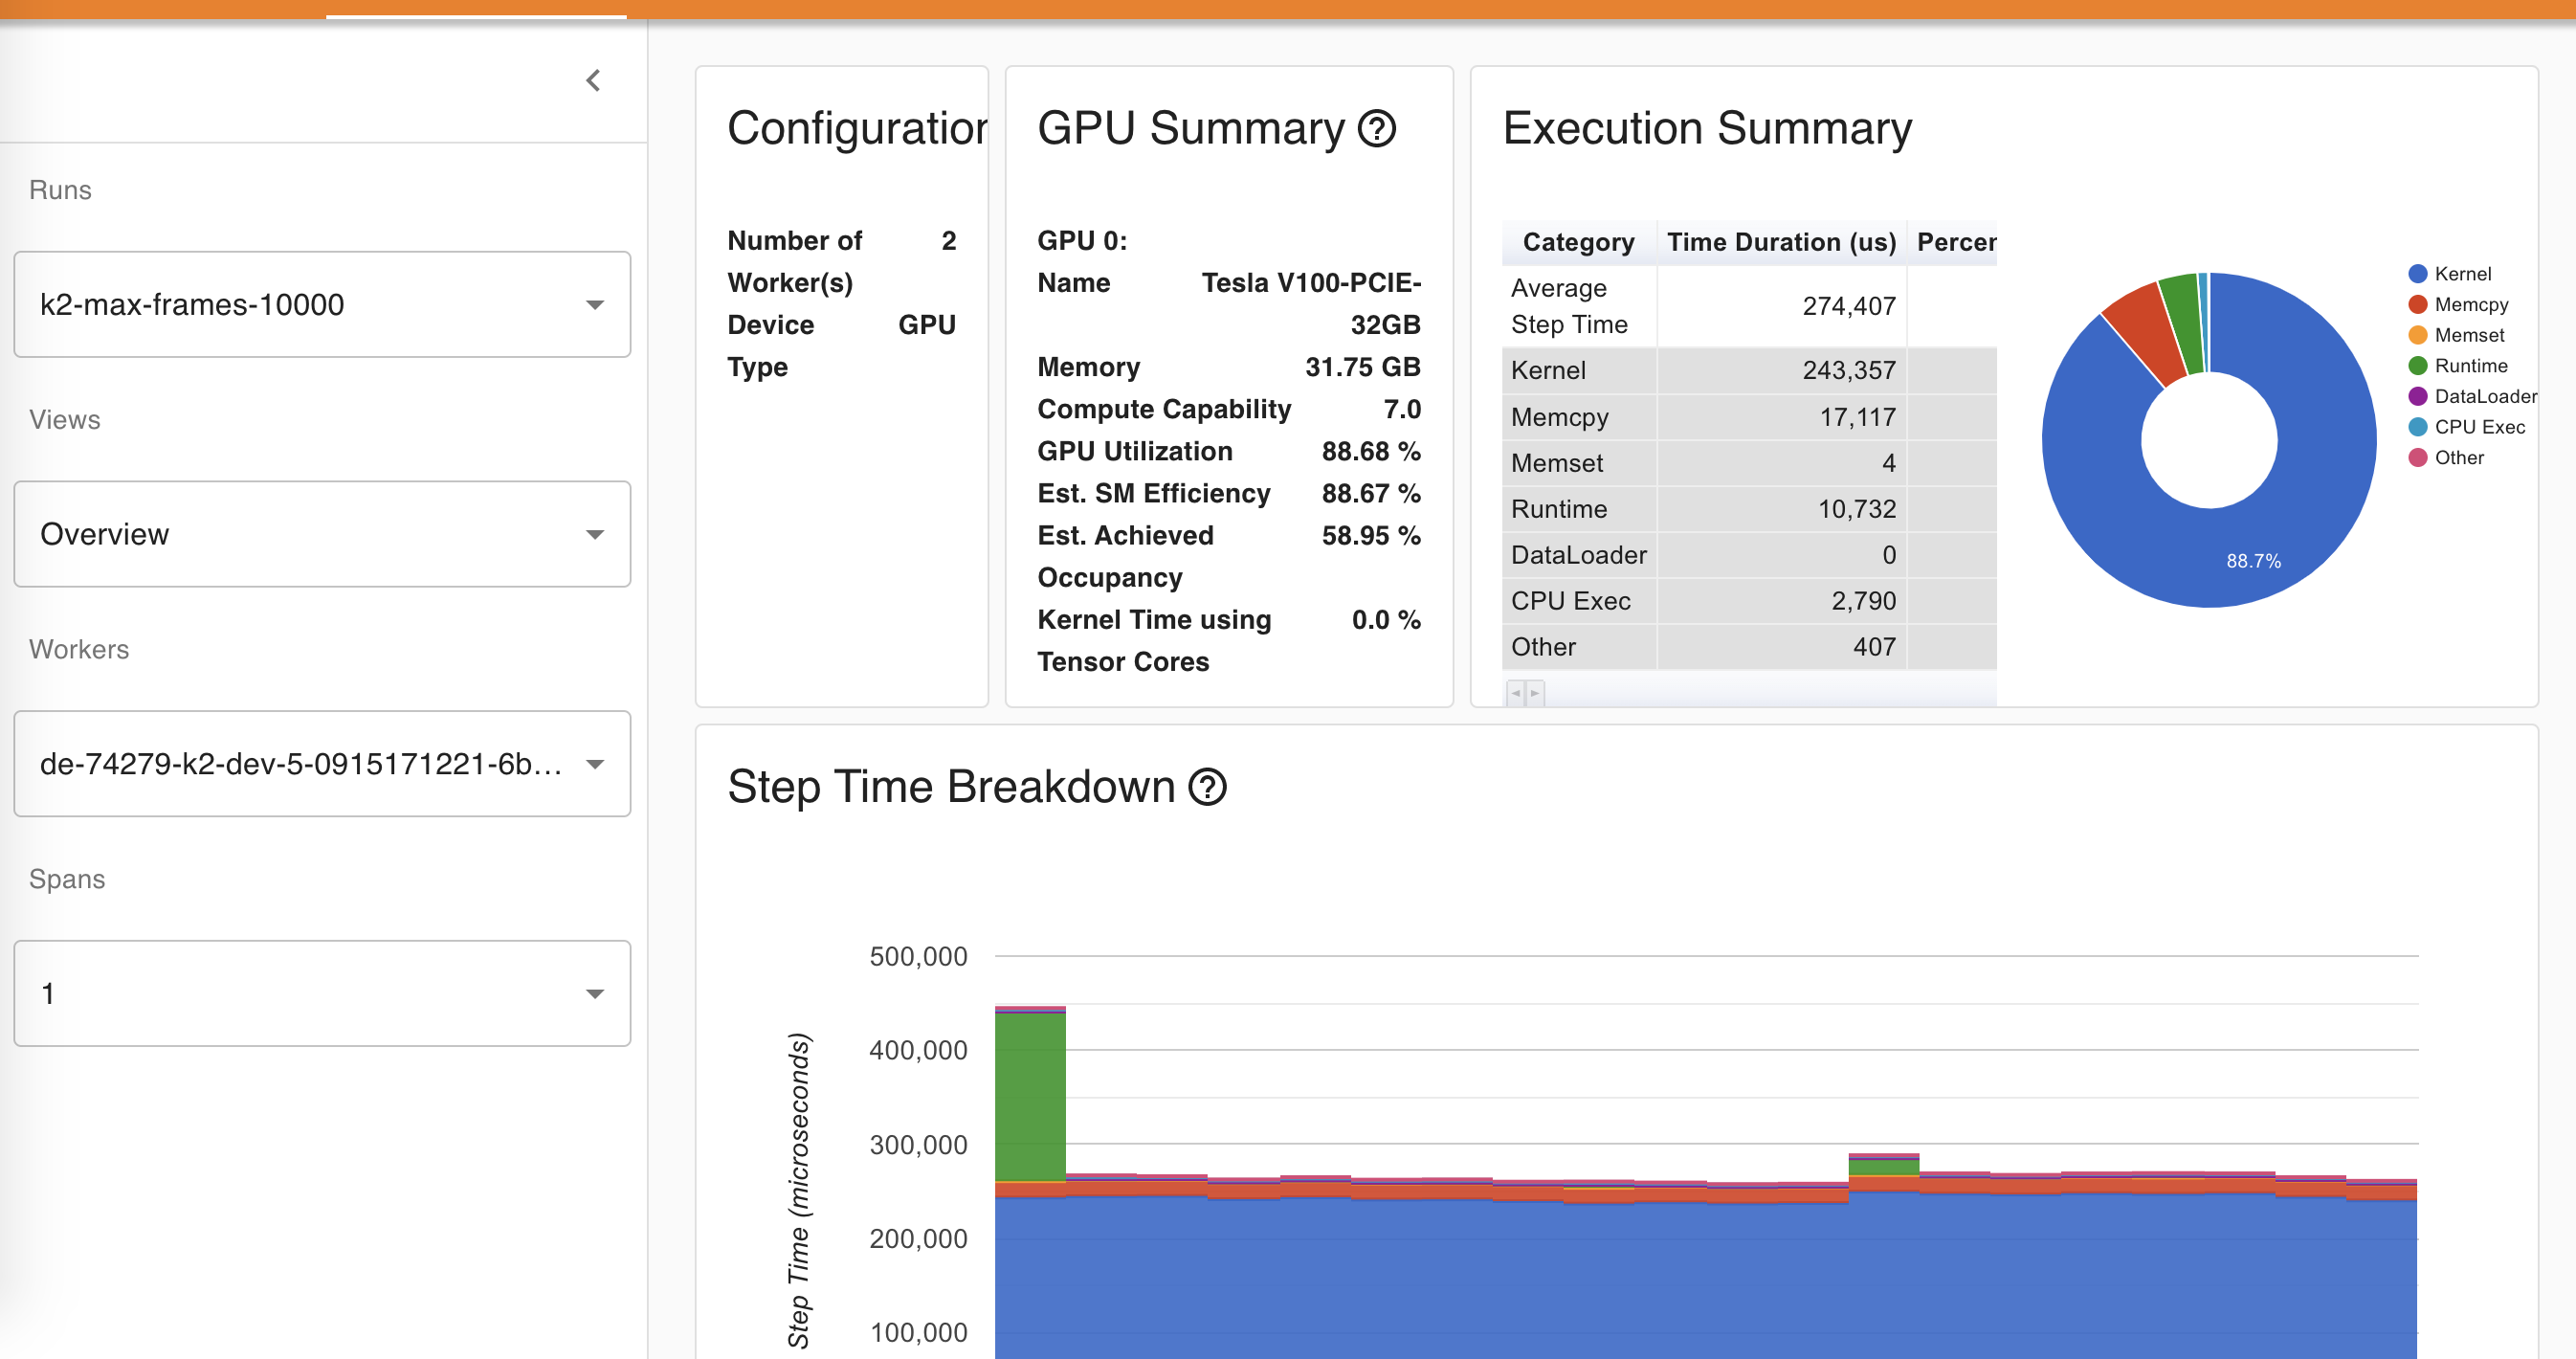 Runs
k2-max-frames-10000
Views
Overview
Workers
de-74279-k2-dev-5-0915171221-6b...
Spans
1
Configuration
Number of 2
Worker(s)
Device GPU
Type
GPU Summary ?
GPU 0:
Name Tesla V100-PCIE-
32GB
Memory 31.75 GB
Compute Capability 7.0
GPU Utilization 88.68 %
Est. SM Efficiency 88.67 %
Est. Achieved 58.95 %
Occupancy
Kernel Time using 0.0 %
Tensor Cores
Execution Summary
Category Time Duration (us) Percer
Average
Step Time 274,407
Kernel 243,357
Memcpy 17,117
Memset 4
Runtime 10,732
DataLoader 0
CPU Exec 2,790
Other 407
88.7%
Kernel
Memcpy
Memset
Runtime
DataLoader
CPU Exec
Other
Step Time Breakdown ?
Step Time (microseconds)
500,000
400,000
300,000
200,000
100,000